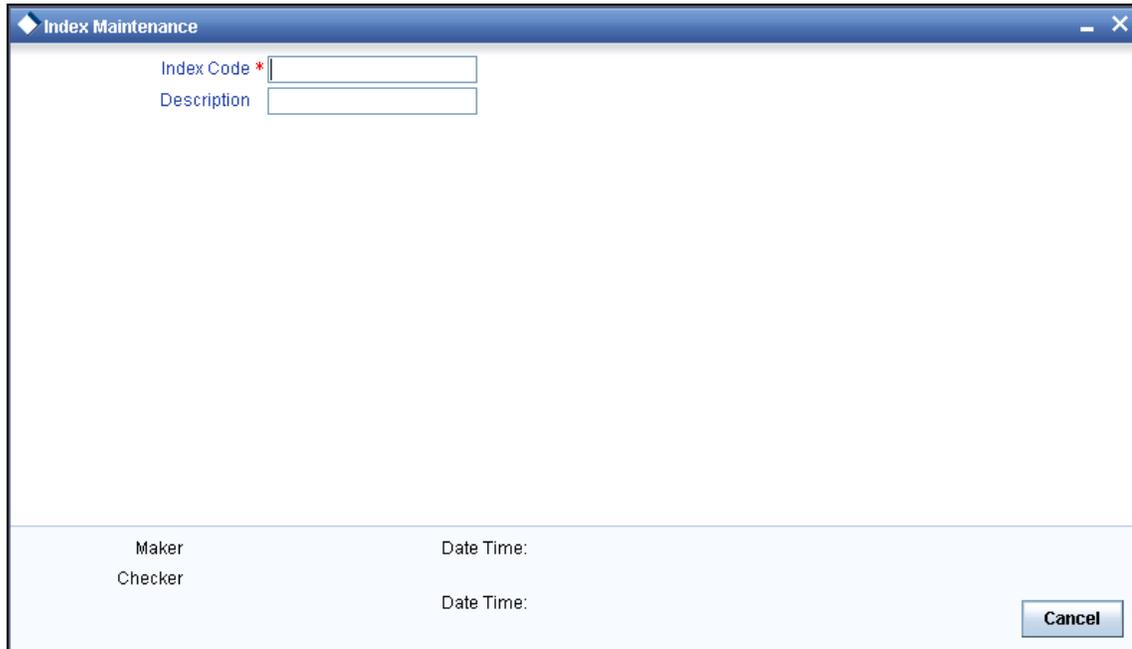 Index Maintenance
Index Code *
Description
Maker Date Time:
Checker
Date Time:
Cancel